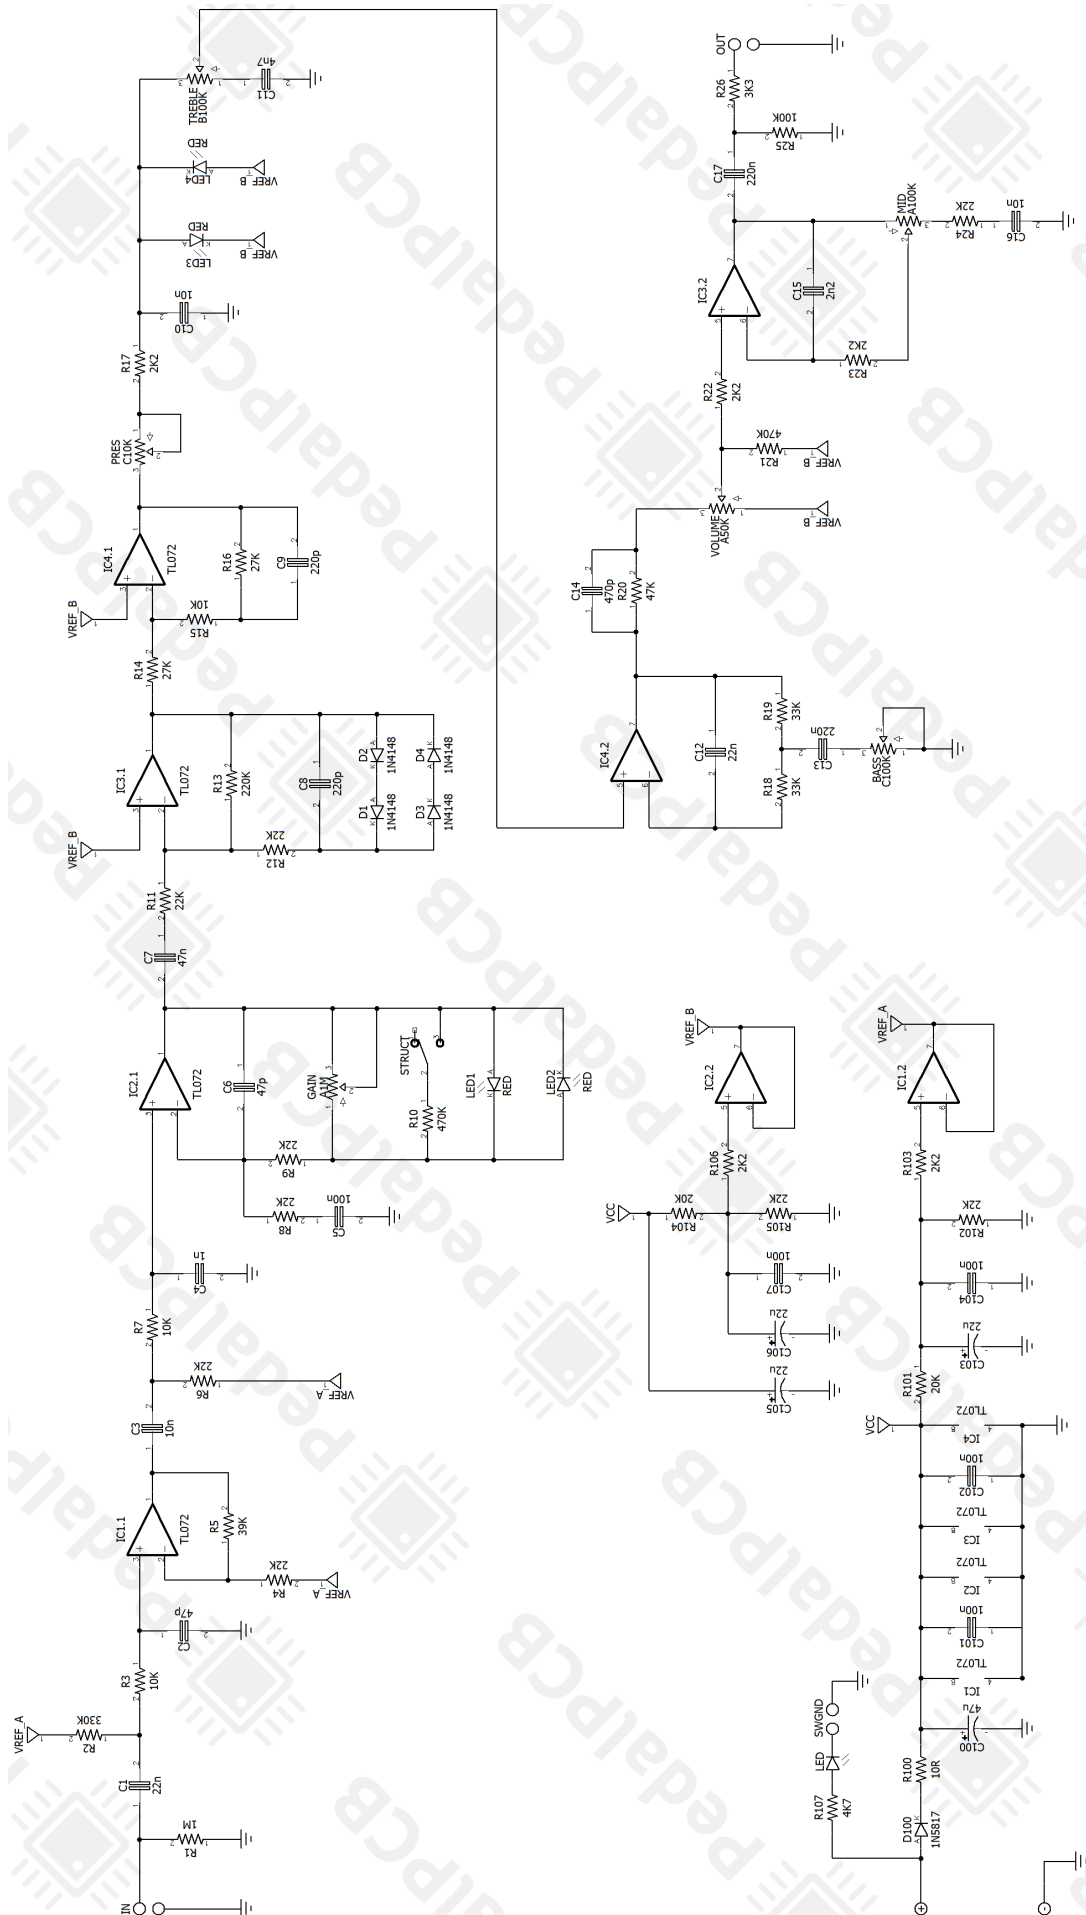 OUT
R26
3K3
R25
100K
C17
220n
TREBLE
B100K
C11
4n7
LED4
RED
VREF_B
LED3
RED
VREF_B
C10
10n
R17
2K2
PRES
C10K
IC4.1
TL072
VREF_B
R15
10K
R16
27K
C9
220p
R14
27K
IC3.1
TL072
VREF_B
R13
220K
R12
22K
C8
220p
D2
1N4148
D1
1N4148
D4
1N4148
D3
1N4148
R11
22K
C7
47n
IC2.1
TL072
C6
47p
R9
22K
R8
22K
C5
100n
GAIN
A1M
STRUCT
R10
470K
LED1
RED
LED2
RED
C4
1n
R7
10K
R6
22K
VREF_A
C3
10n
IC1.1
TL072
R5
39K
R4
22K
VREF_A
C2
47p
R3
10K
VREF_A
R2
330K
C1
22n
R1
1M
IN
MID
A100K
R24
22K
C16
10n
IC3.2
C15
2n2
R23
2K2
R22
2K2
R21
470K
VREF_B
VOLUME
A50K
VREF_B
C14
470p
R20
47K
IC4.2
C12
22n
R19
33K
R18
33K
C13
220n
BASS
C100K
VREF_B
IC2.2
R106
2K2
VCC
R104
20K
R105
22K
C107
100n
C106
22u
C105
22u
VREF_A
IC1.2
R103
2K2
R102
22K
C104
100n
C103
22u
R101
20K
VCC
IC4
TL072
C102
100n
IC3
TL072
IC2
TL072
C101
100n
IC1
TL072
C100
47u
R100
10R
D100
1N5817
SWGND
LED
R107
4K7
+
-
PedalPCB
PedalPCB
PedalPCB
PedalPCB
PedalPCB
PedalPCB